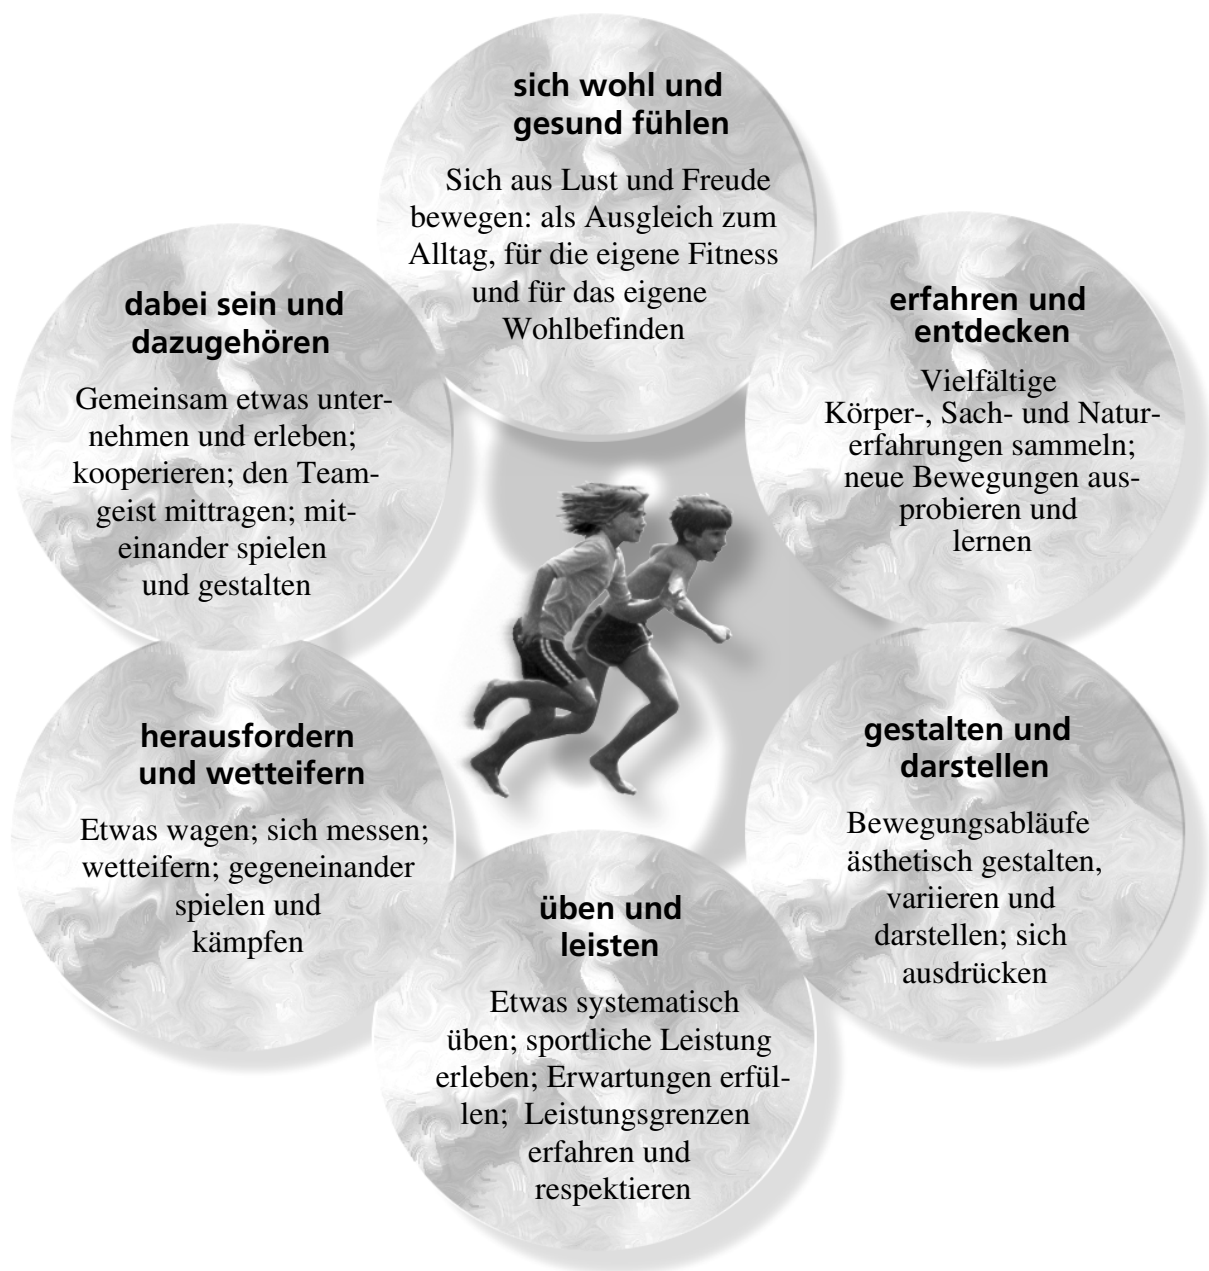 sich wohl und
gesund fühlen
Sich aus Lust und Freude
bewegen: als Ausgleich zum
Alltag, für die eigene Fitness
und für das eigene
Wohlbefinden
erfahren und
entdecken
Vielfältige
Körper-, Sach- und Natur-
erfahrungen sammeln;
neue Bewegungen aus-
probieren und
lernen
gestalten und
darstellen
Bewegungsabläufe
ästhetisch gestalten,
variieren und
darstellen; sich
ausdrücken
üben und
leisten
Etwas systematisch
üben; sportliche Leistung
erleben; Erwartungen erfül-
len; Leistungsgrenzen
erfahren und
respektieren
herausfordern
und wetteifern
Etwas wagen; sich messen;
wetteifern; gegeneinander
spielen und
kämpfen
dabei sein und
dazugehören
Gemeinsam etwas unter-
nehmen und erleben;
kooperieren; den Team-
geist mittragen; mit-
einander spielen
und gestalten